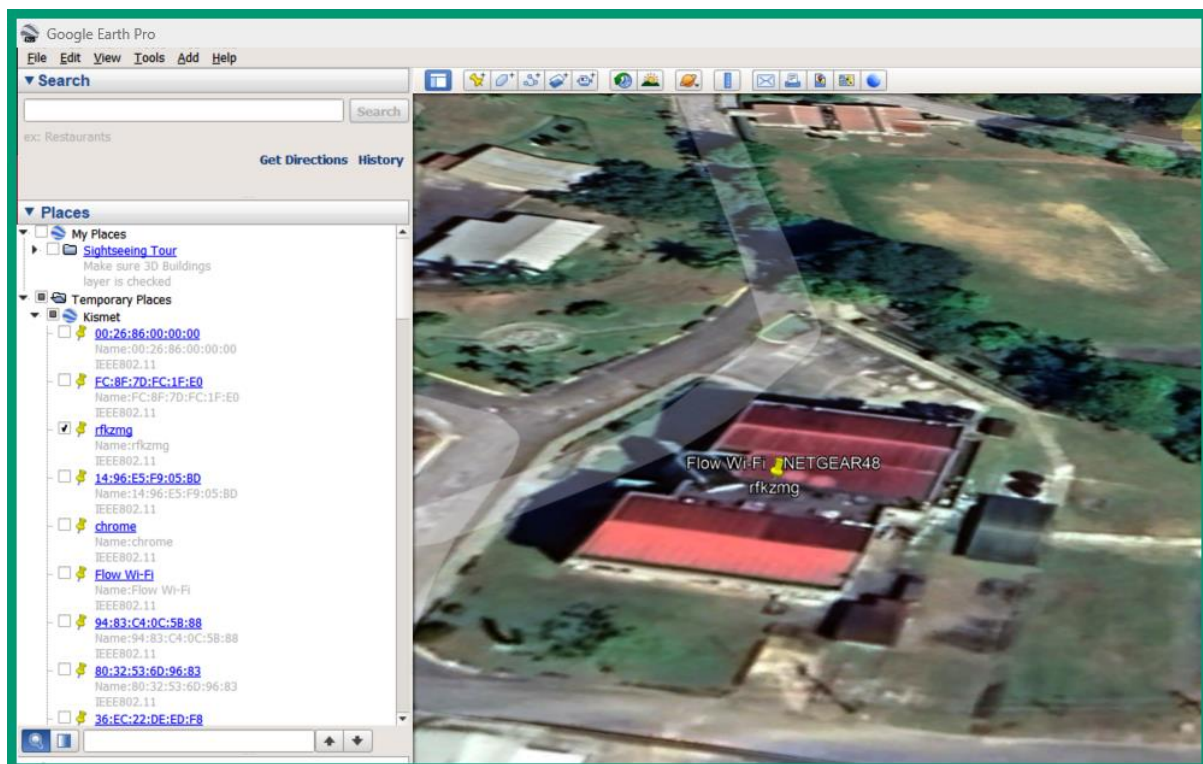 Google Earth Pro
File Edit View Tools Add Help
Search
Search
ex: Restaurants
Get Directions History
Places
My Places
Sightseeing Tour
Make sure 3D Buildings
layer is checked
Temporary Places
Kismet
00:26:86:00:00:00
Name:00:26:86:00:00:00
IEEE802.11
FC:8F:7D:FC:1F:E0
Name:FC:8F:7D:FC:1F:E0
IEEE802.11
rfkzmg
Name:rfkzmg
IEEE802.11
14:96:E5:F9:05:BD
Name:14:96:E5:F9:05:BD
IEEE802.11
chrome
Name:chrome
IEEE802.11
Flow Wi-Fi
Name:Flow Wi-Fi
IEEE802.11
94:83:C4:0C:5B:88
Name:94:83:C4:0C:5B:88
IEEE802.11
80:32:53:6D:96:83
Name:80:32:53:6D:96:83
IEEE802.11
36:EC:22:DE:ED:F8
Flow Wi-Fi NETGEAR48
rfkzmg